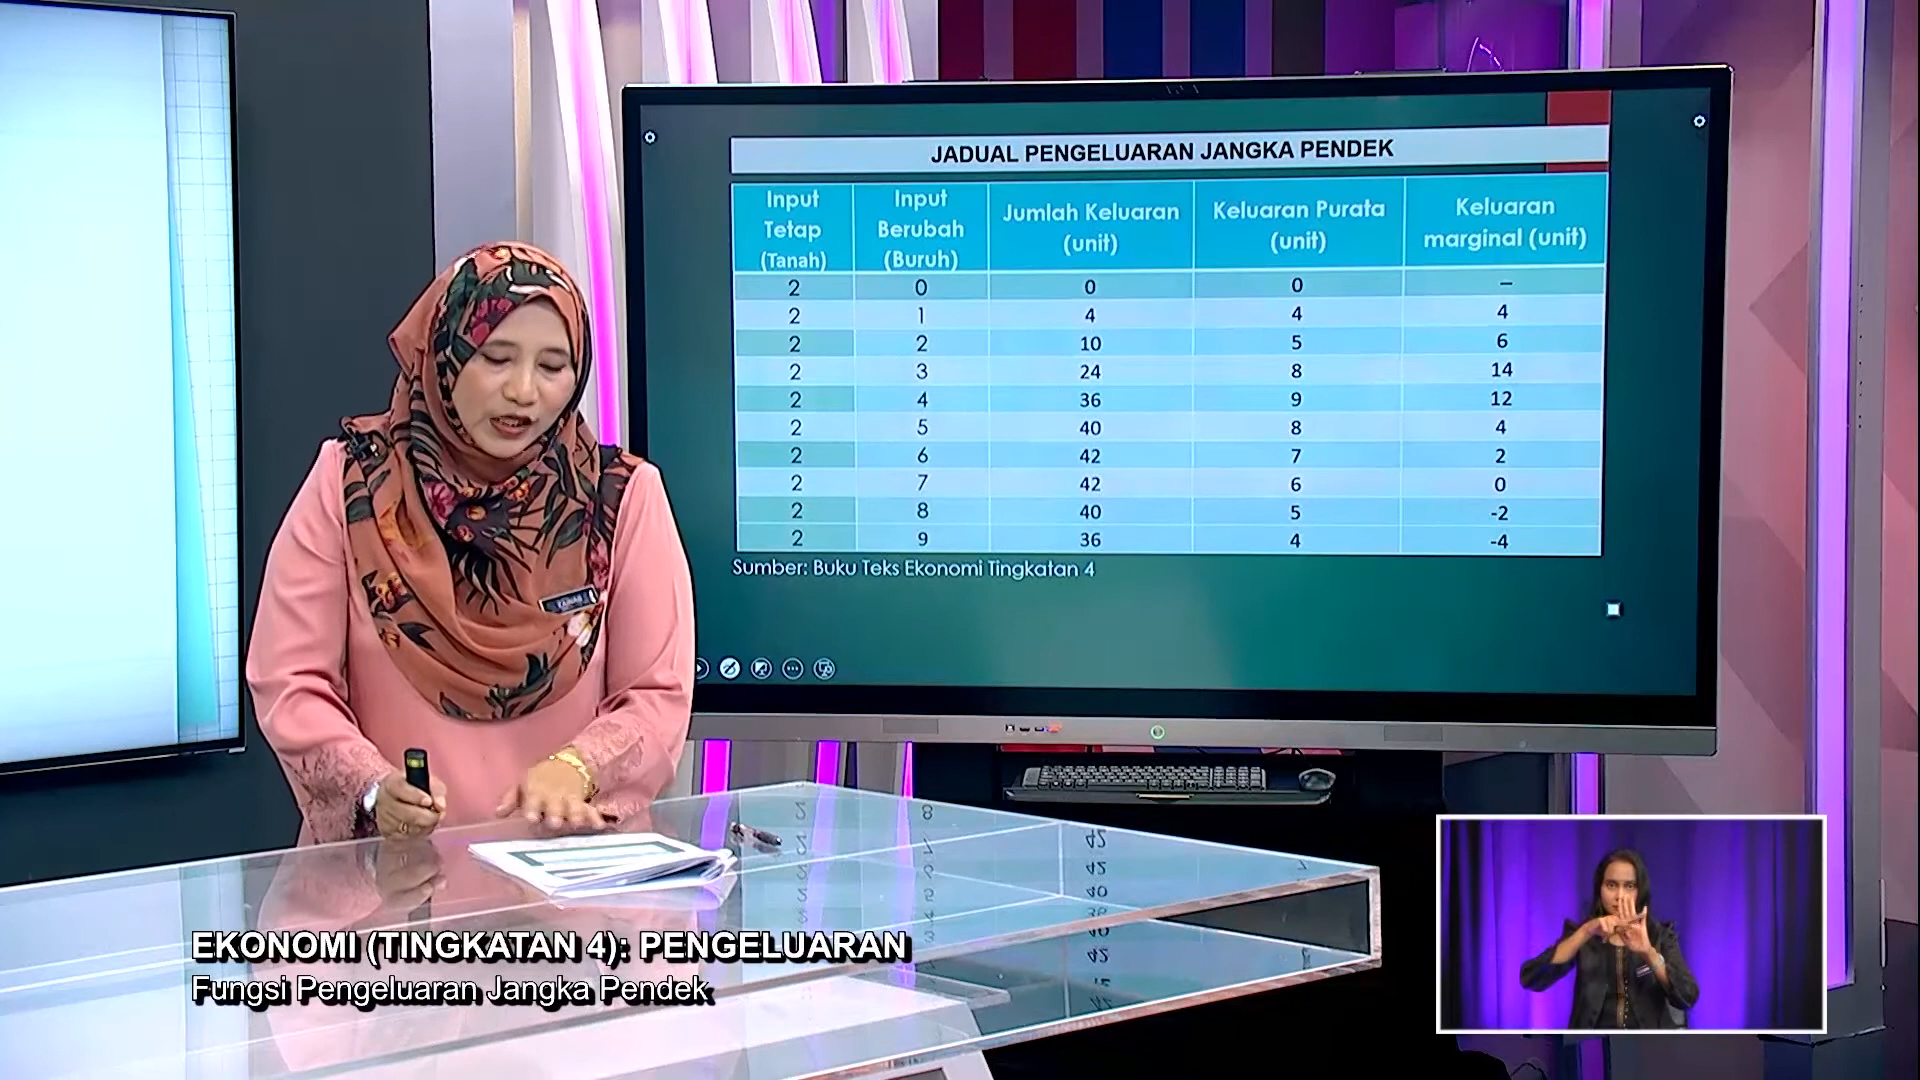 JADUAL PENGELUARAN JANGKA PENDEK
Input Tetap (Tanah) Input Berubah (Buruh) Jumlah Keluaran (unit) Keluaran Purata (unit) Keluaran marginal (unit)
2 0 0 0 –
2 1 4 4 4
2 2 10 5 6
2 3 24 8 14
2 4 36 9 12
2 5 40 8 4
2 6 42 7 2
2 7 42 6 0
2 8 40 5 -2
2 9 36 4 -4
Sumber: Buku Teks Ekonomi Tingkatan 4
EKONOMI (TINGKATAN 4): PENGELUARAN
Fungsi Pengeluaran Jangka Pendek